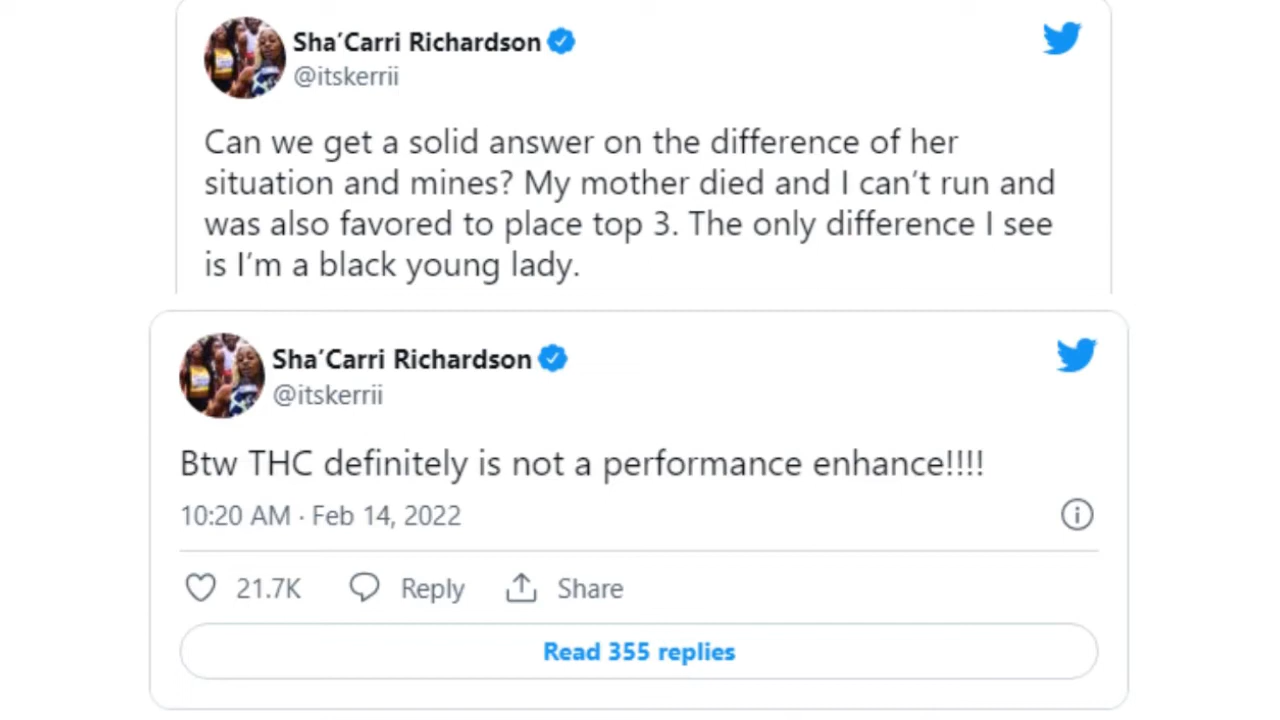 Sha’Carri Richardson
@itskerrii
Can we get a solid answer on the difference of her
situation and mines? My mother died and I can’t run and
was also favored to place top 3. The only difference I see
is I’m a black young lady.
Sha’Carri Richardson
@itskerrii
Btw THC definitely is not a performance enhance!!!!
10:20 AM · Feb 14, 2022
21.7K Reply Share
Read 355 replies